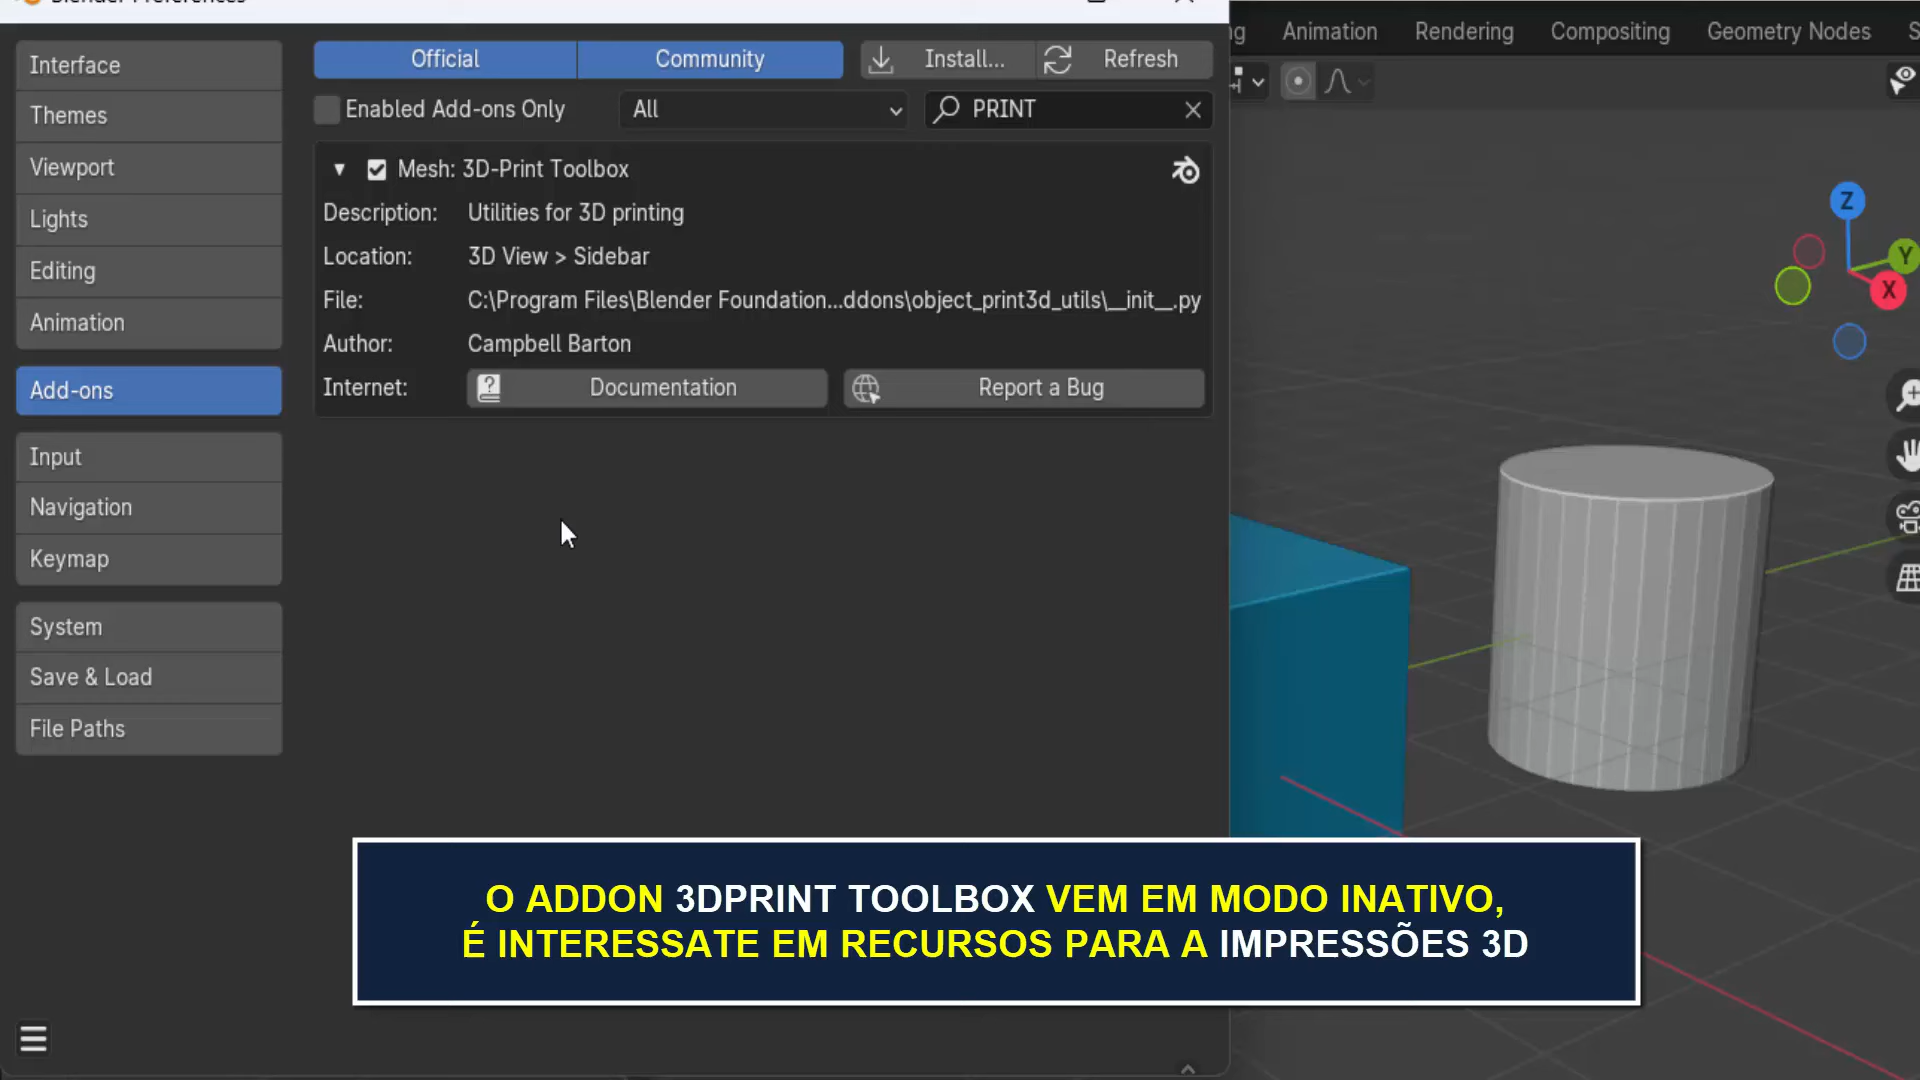 Blender Preferences
Interface
Themes
Viewport
Lights
Editing
Animation
Add-ons
Input
Navigation
Keymap
System
Save & Load
File Paths
Official
Community
Install...
Refresh
Enabled Add-ons Only
All
PRINT
Mesh: 3D-Print Toolbox
Description: Utilities for 3D printing
Location: 3D View > Sidebar
File: C:\Program Files\Blender Foundation...ddons\object_print3d_utils\__init__.py
Author: Campbell Barton
Internet: Documentation Report a Bug
Animation Rendering Compositing Geometry Nodes
Z
Y
X
O ADDON 3DPRINT TOOLBOX VEM EM MODO INATIVO,
É INTERESSATE EM RECURSOS PARA A IMPRESSÕES 3D